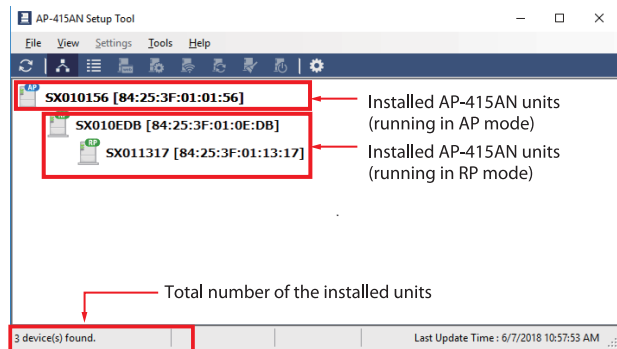 AP-415AN Setup Tool
File View Settings Tools Help
AP
SX010156 [84:25:3F:01:01:56]
Installed AP-415AN units
(running in AP mode)
RP
SX010EDB [84:25:3F:01:0E:DB]
RP
SX011317 [84:25:3F:01:13:17]
Installed AP-415AN units
(running in RP mode)
Total number of the installed units
3 device(s) found.
Last Update Time : 6/7/2018 10:57:53 AM